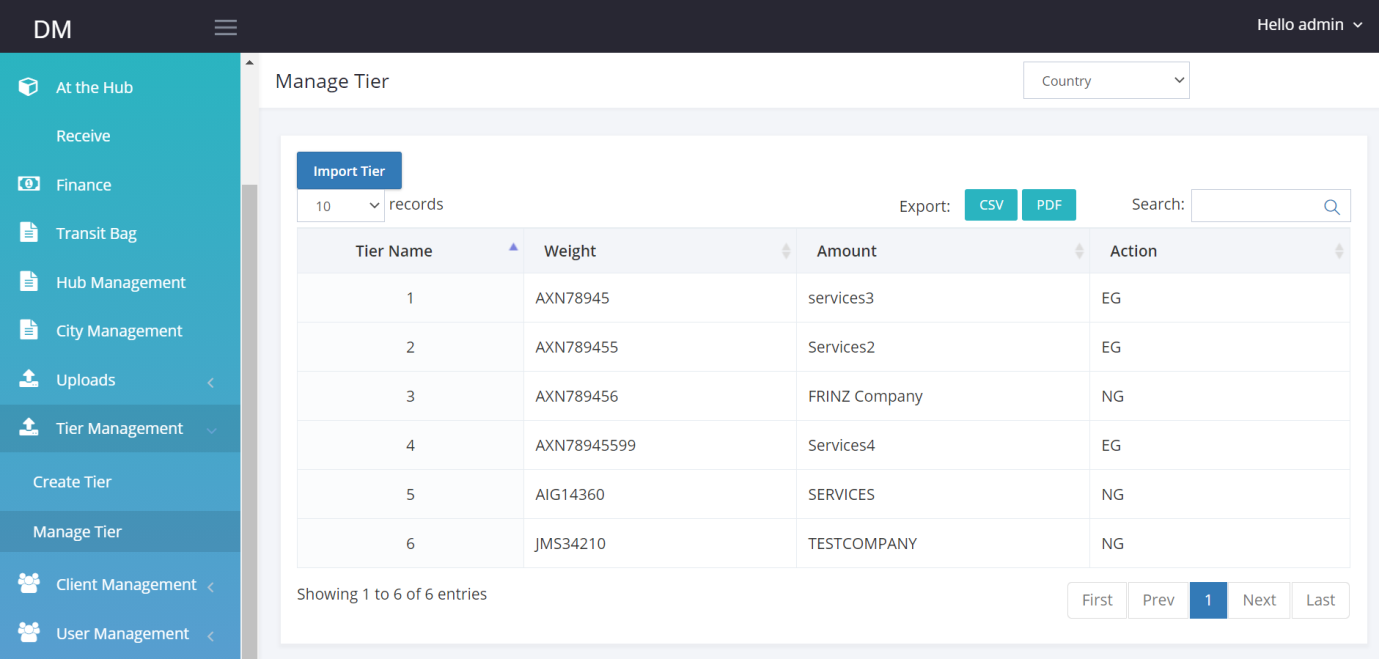 DM
Hello admin
At the Hub
Receive
Finance
Transit Bag
Hub Management
City Management
Uploads
Tier Management
Create Tier
Manage Tier
Client Management
User Management
Manage Tier
Country
Import Tier
10 records
Export: CSV PDF
Search:
Tier Name Weight Amount Action
1 AXN78945 services3 EG
2 AXN789455 Services2 EG
3 AXN789456 FRINZ Company NG
4 AXN78945599 Services4 EG
5 AIG14360 SERVICES NG
6 JMS34210 TESTCOMPANY NG
Showing 1 to 6 of 6 entries
First Prev 1 Next Last